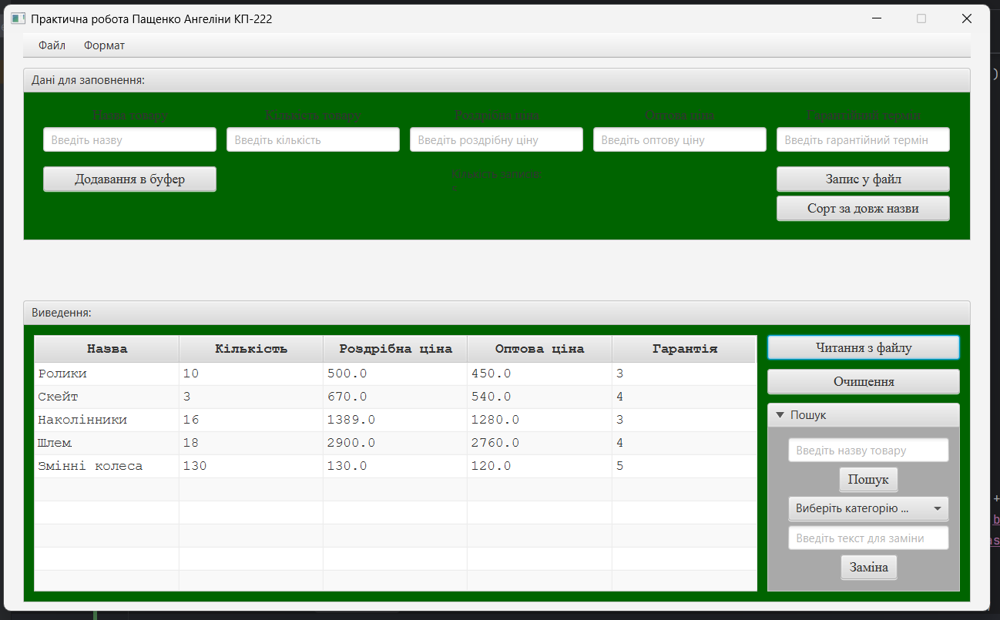 Практична робота Пащенко Ангеліни КП-222
Файл Формат
Дані для заповнення:
Назва товару Кількість товару Роздрібна ціна Оптова ціна Гарантійний термін
Введіть назву Введіть кількість Введіть роздрібну ціну Введіть оптову ціну Введіть гарантійний термін
Додавання в буфер Кількість записів: Запис у файл
=
Сорт за довж назви
Виведення:
Назва Кількість Роздрібна ціна Оптова ціна Гарантія
Ролики 10 500.0 450.0 3
Скейт 3 670.0 540.0 4
Наколінники 16 1389.0 1280.0 3
Шлем 18 2900.0 2760.0 4
Змінні колеса 130 130.0 120.0 5
Читання з файлу
Очищення
Пошук
Введіть назву товару
Пошук
Виберіть категорію ...
Введіть текст для заміни
Заміна